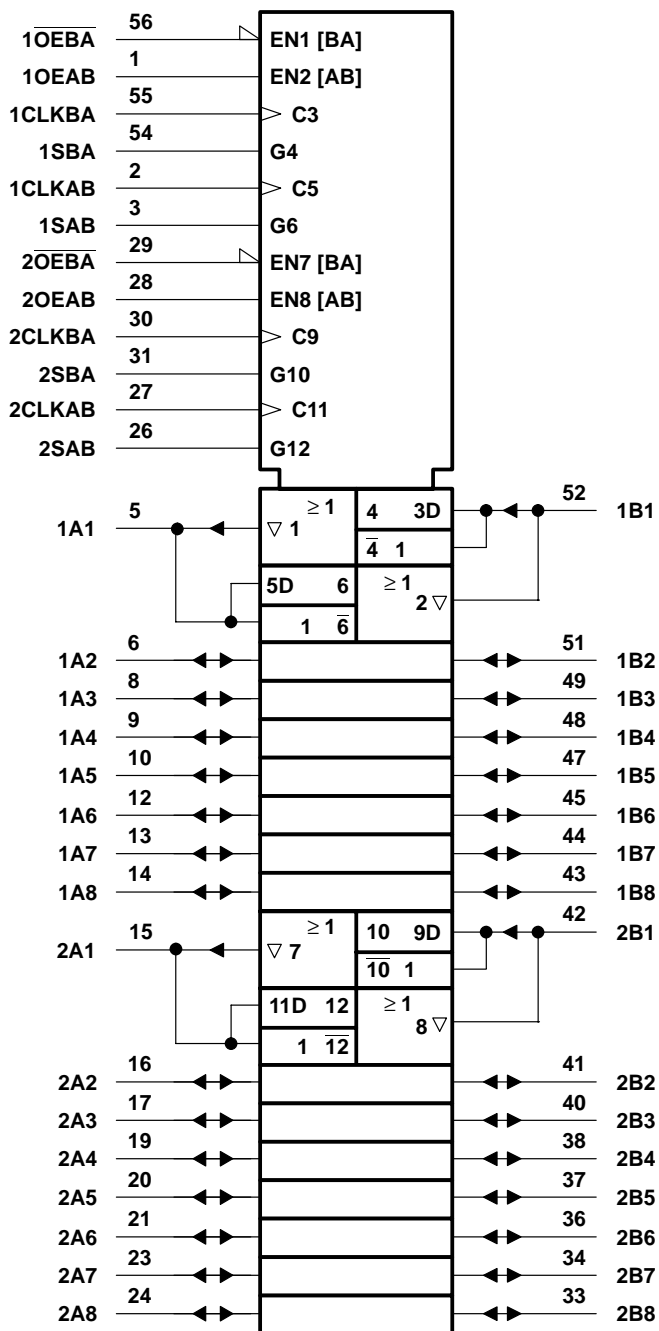 56
1O̅E̅B̅A̅ EN1 [BA]
1
1OEAB EN2 [AB]
55
1CLKBA C3
54
1SBA G4
2
1CLKAB C5
3
1SAB G6
29
2O̅E̅B̅A̅ EN7 [BA]
28
2OEAB EN8 [AB]
30
2CLKBA C9
31
2SBA G10
27
2CLKAB C11
26
2SAB G12
5 ≥ 1 4 3D 52
1A1 ▽ 1 1B1
4̅ 1
5D 6 ≥ 1
2 ▽
1 6̅
6 51
1A2 1B2
8 49
1A3 1B3
9 48
1A4 1B4
10 47
1A5 1B5
12 45
1A6 1B6
13 44
1A7 1B7
14 43
1A8 1B8
15 ≥ 1 10 9D 42
2A1 ▽ 7 2B1
1̅0̅ 1
11D 12 ≥ 1
8 ▽
1 1̅2̅
16 41
2A2 2B2
17 40
2A3 2B3
19 38
2A4 2B4
20 37
2A5 2B5
21 36
2A6 2B6
23 34
2A7 2B7
24 33
2A8 2B8